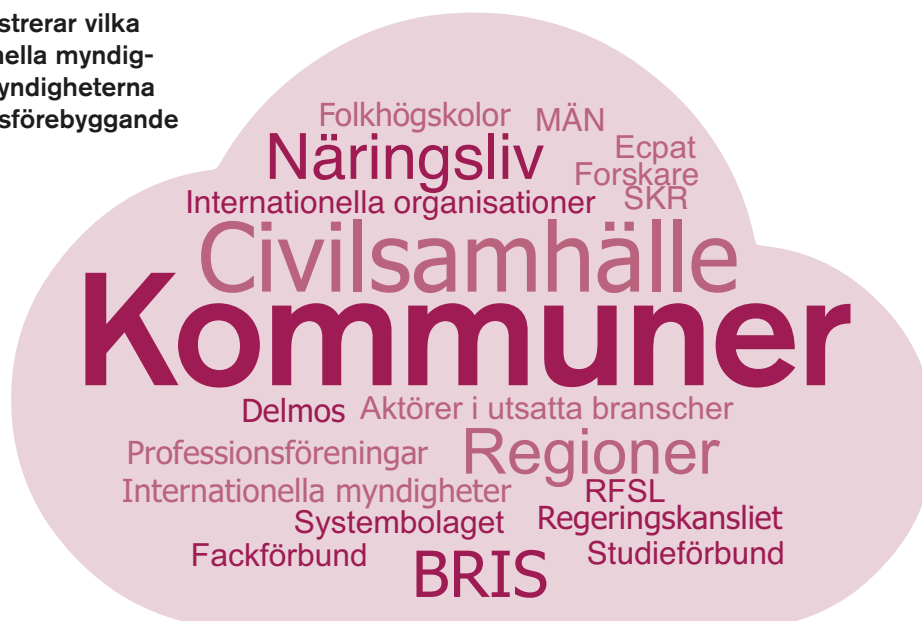 strerar vilka
nella myndig-
yndigheterna
sförebyggande
Folkhögskolor MÄN
Näringsliv Ecpat
Forskare
Internationella organisationer SKR
Civilsamhälle
Kommuner
Delmos Aktörer i utsatta branscher
Professionsföreningar Regioner
Internationella myndigheter RFSL
Systembolaget Regeringskansliet
Fackförbund BRIS Studieförbund